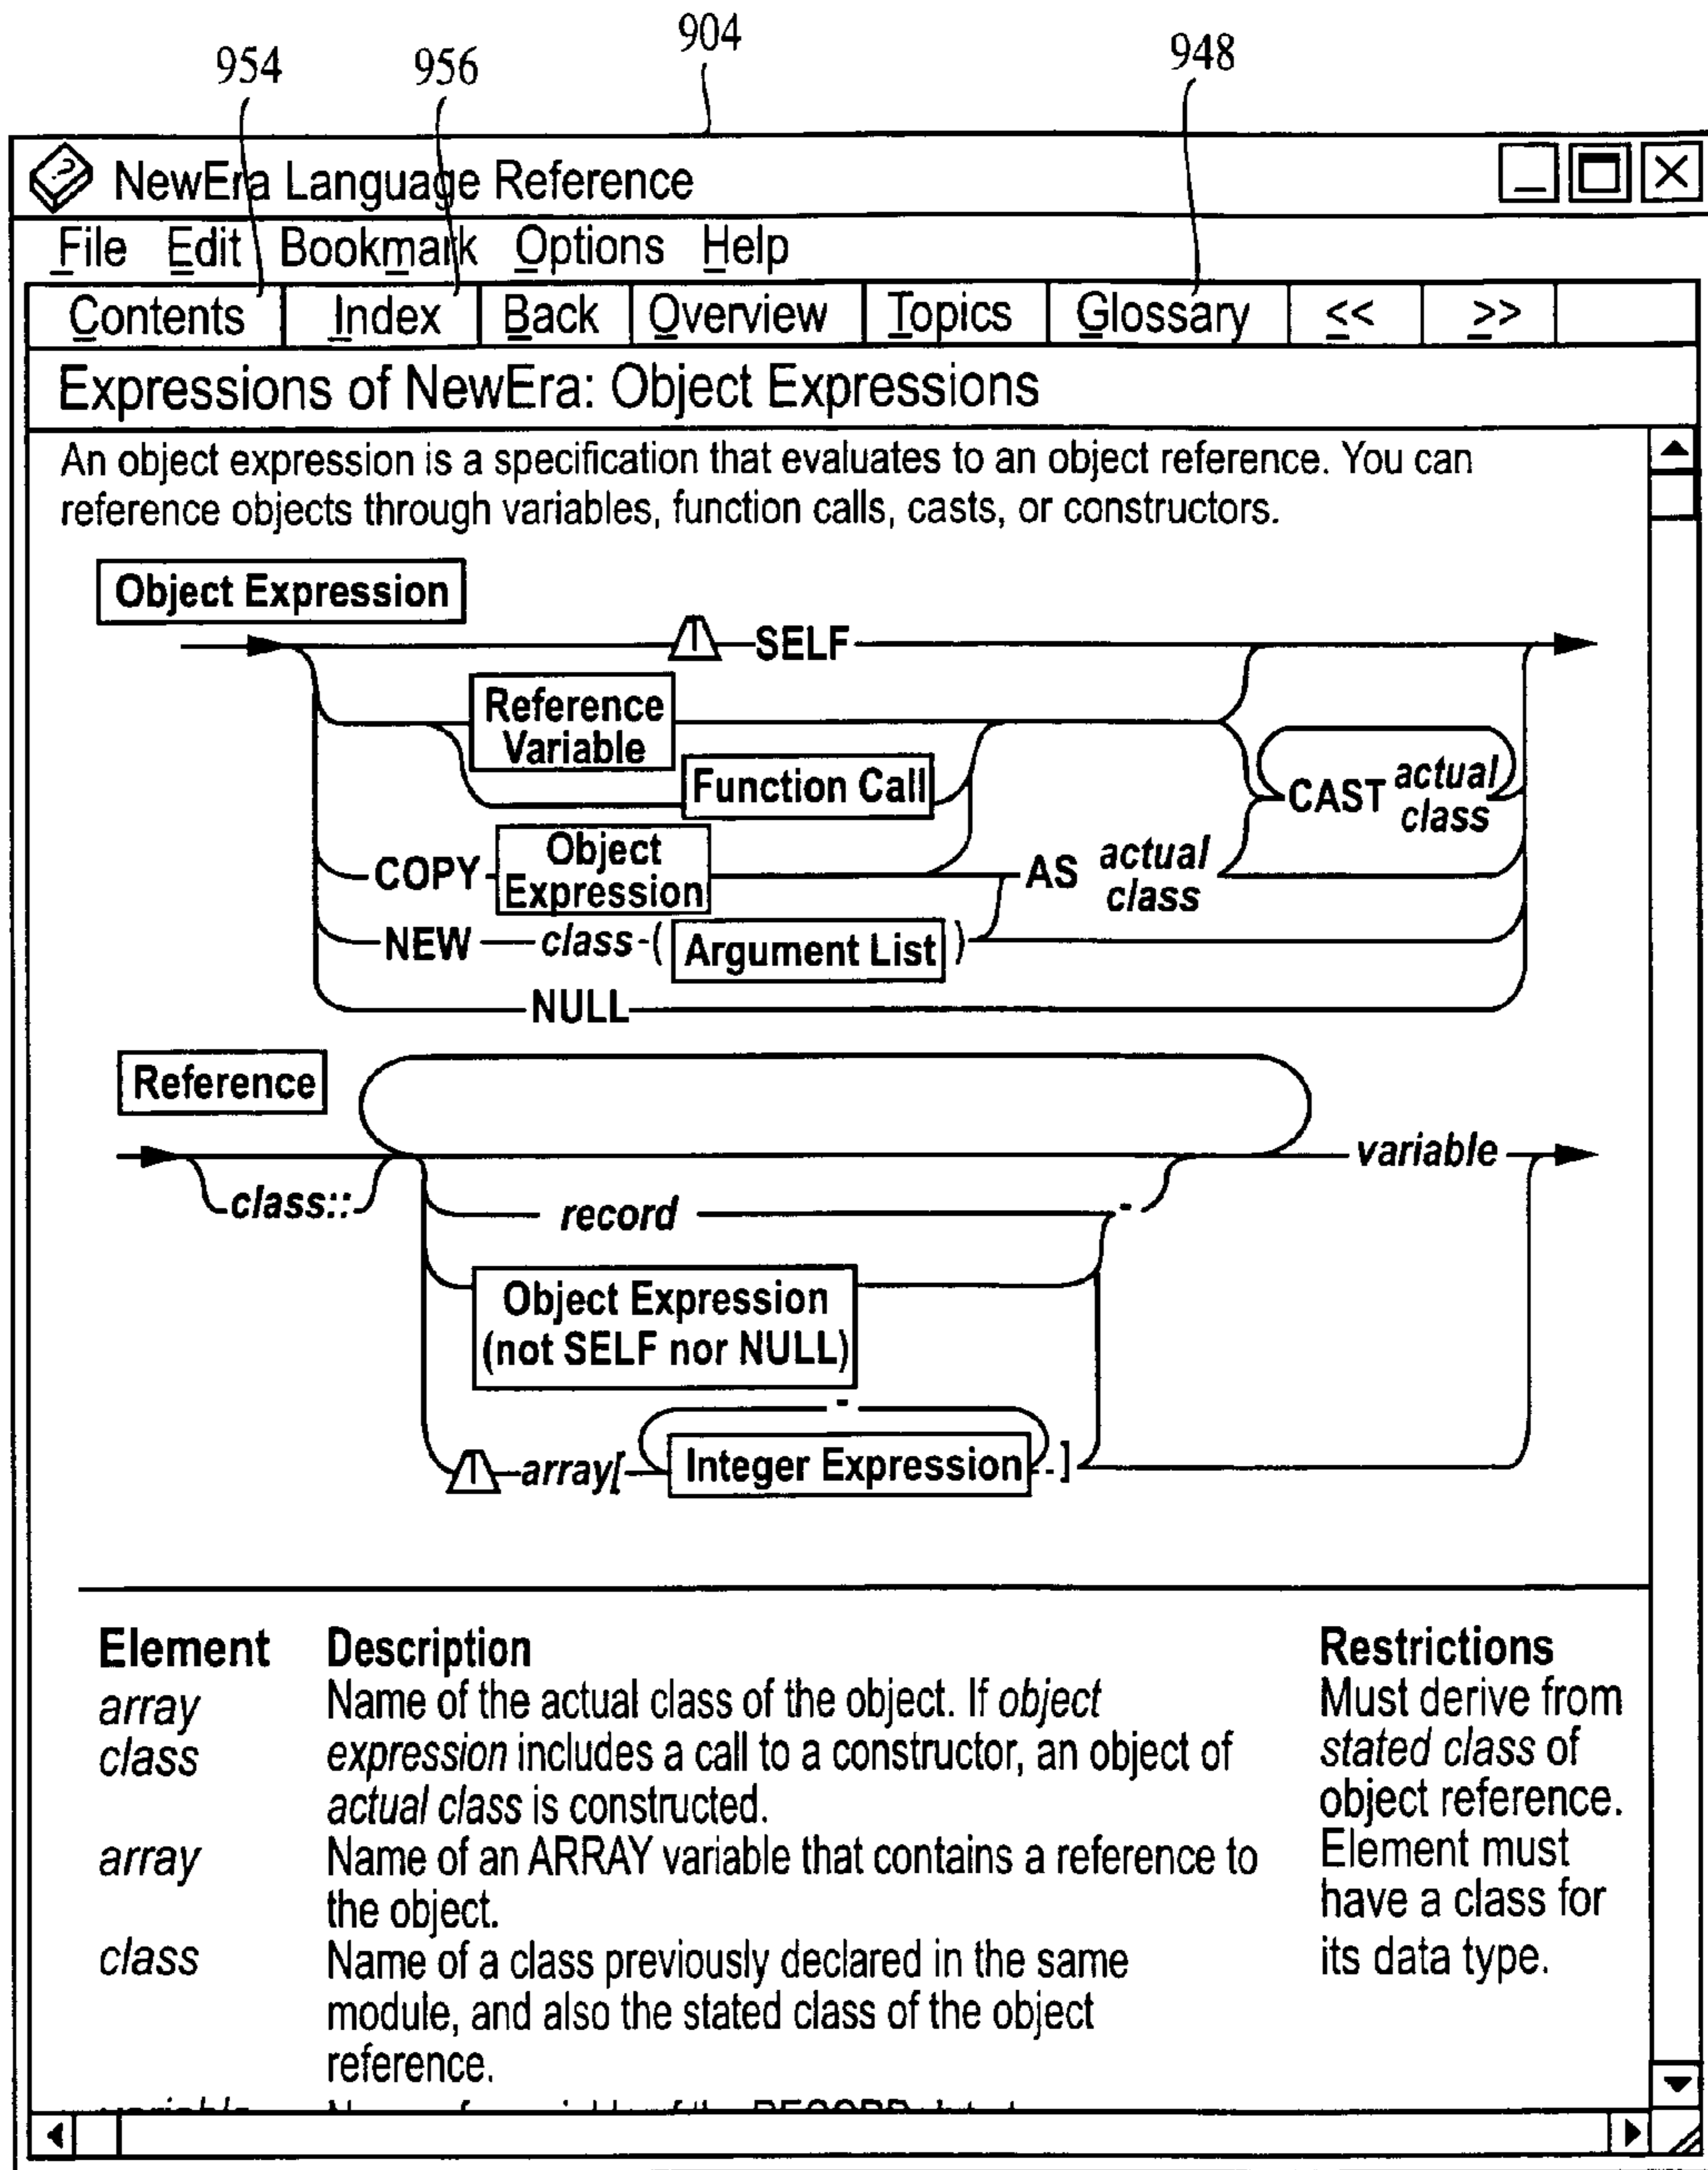 954 956 904 948
NewEra Language Reference
File Edit Bookmark Options Help
Contents Index Back Overview Topics Glossary << >>
Expressions of NewEra: Object Expressions
An object expression is a specification that evaluates to an object reference. You can
reference objects through variables, function calls, casts, or constructors.
Object Expression
SELF
Reference
Variable
Function Call
CAST actual
class
COPY Object
Expression
AS actual
class
NEW class ( Argument List )
NULL
Reference
variable
class::
record
Object Expression
(not SELF nor NULL)
array[ Integer Expression ]
Element Description Restrictions
array Name of the actual class of the object. If object Must derive from
class expression includes a call to a constructor, an object of stated class of
actual class is constructed. object reference.
array Name of an ARRAY variable that contains a reference to Element must
the object. have a class for
class Name of a class previously declared in the same its data type.
module, and also the stated class of the object
reference.